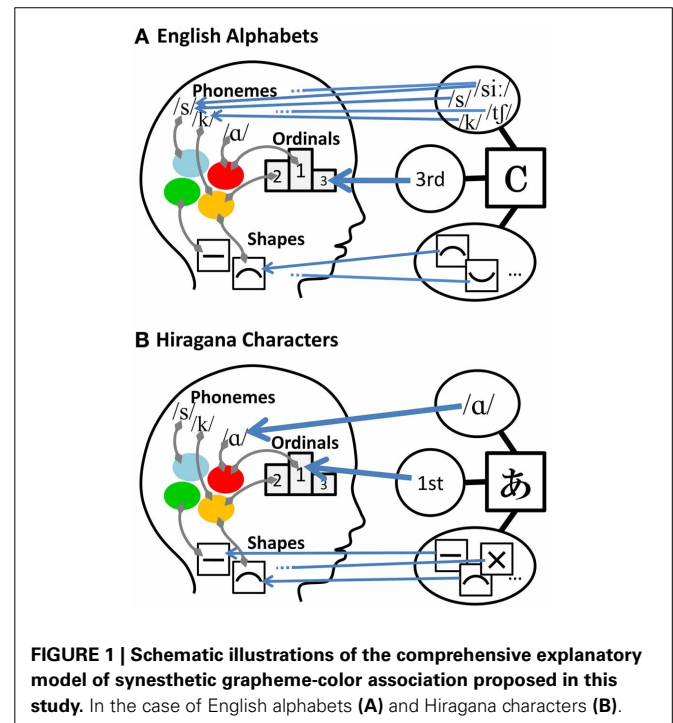 A English Alphabets
Phonemes
/s/
/k/
/ɑ/
Ordinals
2 1 3
Shapes
/siː/
/s/
/k/
/tʃ/
3rd
C
...
B Hiragana Characters
Phonemes
/s/
/k/
/ɑ/
Ordinals
2 1 3
Shapes
/ɑ/
1st
あ
...
FIGURE 1 | Schematic illustrations of the comprehensive explanatory
model of synesthetic grapheme-color association proposed in this
study. In the case of English alphabets (A) and Hiragana characters (B).